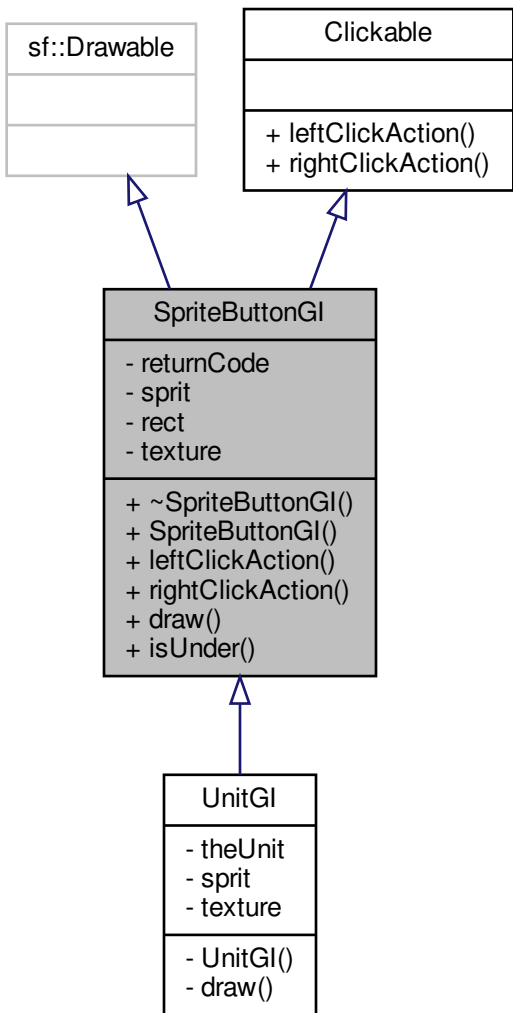 sf::Drawable
Clickable
+ leftClickAction()
+ rightClickAction()
SpriteButtonGI
- returnCode
- sprit
- rect
- texture
+ ~SpriteButtonGI()
+ SpriteButtonGI()
+ leftClickAction()
+ rightClickAction()
+ draw()
+ isUnder()
UnitGI
- theUnit
- sprit
- texture
- UnitGI()
- draw()